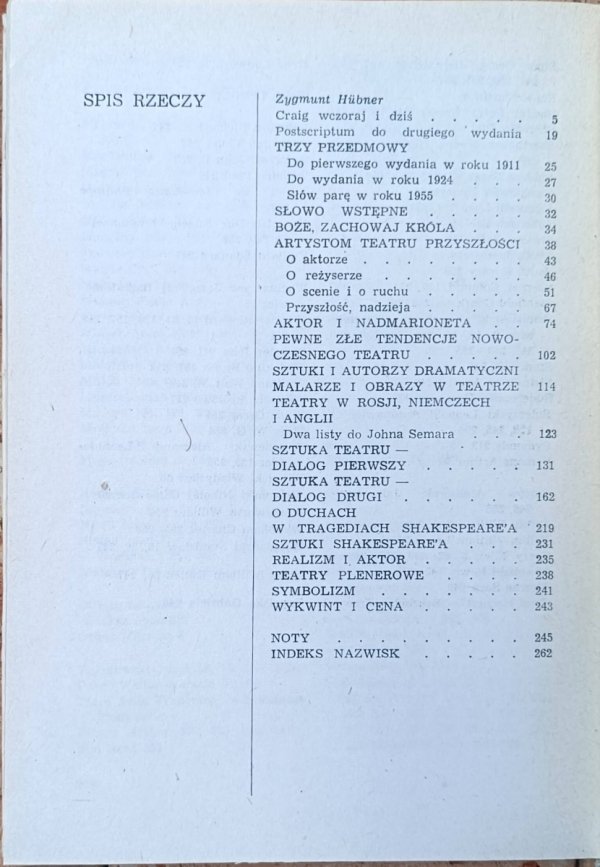 SPIS RZECZY
Zygmunt Hübner
Craig wczoraj i dziś . . . . . 5
Postscriptum do drugiego wydania 19
TRZY PRZEDMOWY
Do pierwszego wydania w roku 1911 25
Do wydania w roku 1924 . . . 27
Słów parę w roku 1955 . . . . 30
SŁOWO WSTĘPNE . . . . . 32
BOŻE, ZACHOWAJ KRÓLA . . . 34
ARTYSTOM TEATRU PRZYSZŁOŚCI 38
O aktorze . . . . . . . . 43
O reżyserze . . . . . . . 46
O scenie i o ruchu . . . . . 51
Przyszłość, nadzieja . . . . . 67
AKTOR I NADMARIONETA . . 74
PEWNE ZŁE TENDENCJE NOWO-
CZESNEGO TEATRU . . . . . 102
SZTUKI I AUTORZY DRAMATYCZNI
MALARZE I OBRAZY W TEATRZE 114
TEATRY W ROSJI, NIEMCZECH
I ANGLII
Dwa listy do Johna Semara . . . 123
SZTUKA TEATRU —
DIALOG PIERWSZY . . . . . 131
SZTUKA TEATRU —
DIALOG DRUGI . . . . . . 162
O DUCHACH
W TRAGEDIACH SHAKESPEARE'A 219
SZTUKI SHAKESPEARE'A . . . 231
REALIZM I AKTOR . . . . . 235
TEATRY PLENEROWE . . . . 238
SYMBOLIZM . . . . . . 241
WYKWINT I CENA . . . . . 243
NOTY . . . . . . . . 245
INDEKS NAZWISK . . . . . 262